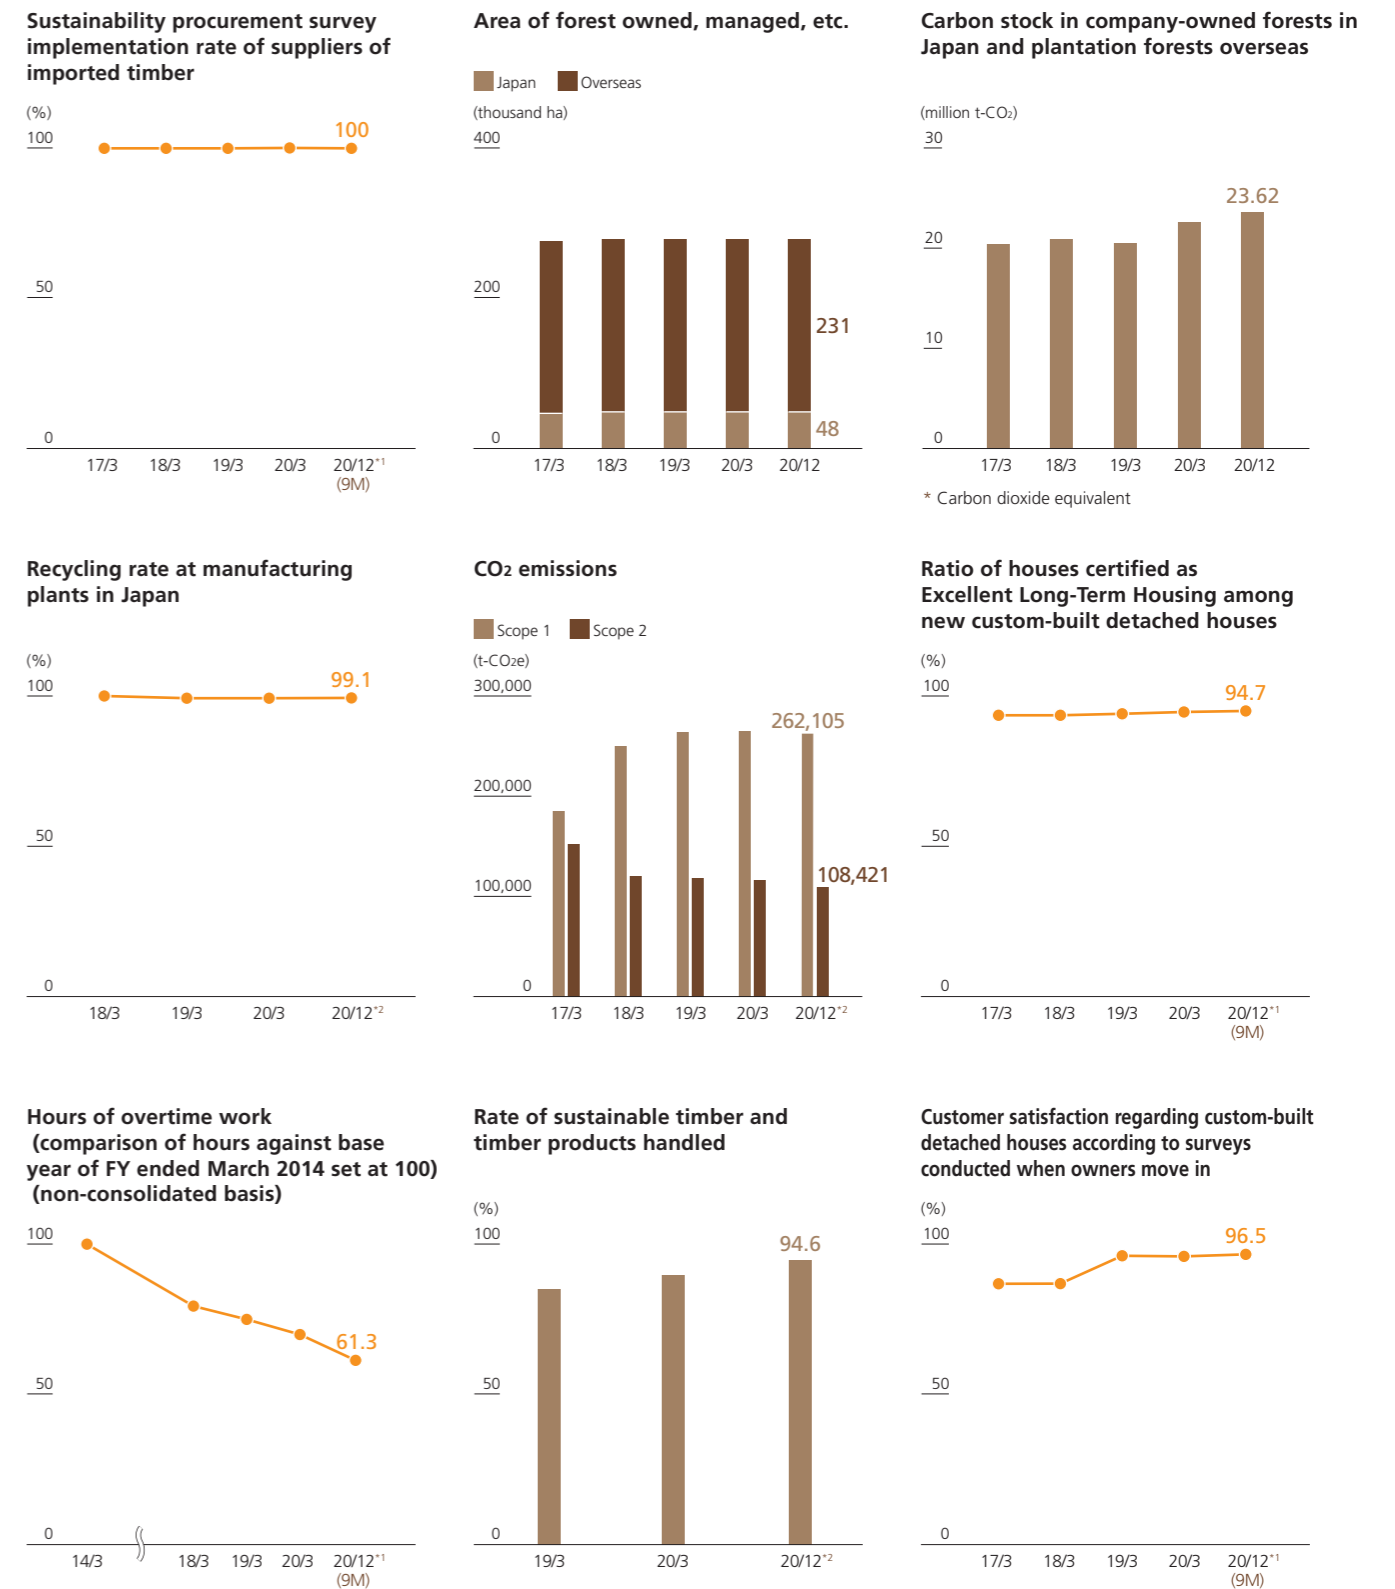 Sustainability procurement survey
implementation rate of suppliers of
imported timber
(%)
100
50
0
100
17/3 18/3 19/3 20/3 20/12*1
(9M)
Area of forest owned, managed, etc.
Japan Overseas
(thousand ha)
400
200
0
231
48
17/3 18/3 19/3 20/3 20/12
Carbon stock in company-owned forests in
Japan and plantation forests overseas
(million t-CO2)
30
20
10
0
23.62
17/3 18/3 19/3 20/3 20/12
* Carbon dioxide equivalent
Recycling rate at manufacturing
plants in Japan
(%)
100
50
0
99.1
18/3 19/3 20/3 20/12*2
CO2 emissions
Scope 1 Scope 2
(t-CO2e)
300,000
200,000
100,000
0
262,105
108,421
17/3 18/3 19/3 20/3 20/12*2
Ratio of houses certified as
Excellent Long-Term Housing among
new custom-built detached houses
(%)
100
50
0
94.7
17/3 18/3 19/3 20/3 20/12*1
(9M)
Hours of overtime work
(comparison of hours against base
year of FY ended March 2014 set at 100)
(non-consolidated basis)
100
50
0
61.3
14/3 18/3 19/3 20/3 20/12*1
(9M)
Rate of sustainable timber and
timber products handled
(%)
100
50
0
94.6
19/3 20/3 20/12*2
Customer satisfaction regarding custom-built
detached houses according to surveys
conducted when owners move in
(%)
100
50
0
96.5
17/3 18/3 19/3 20/3 20/12*1
(9M)